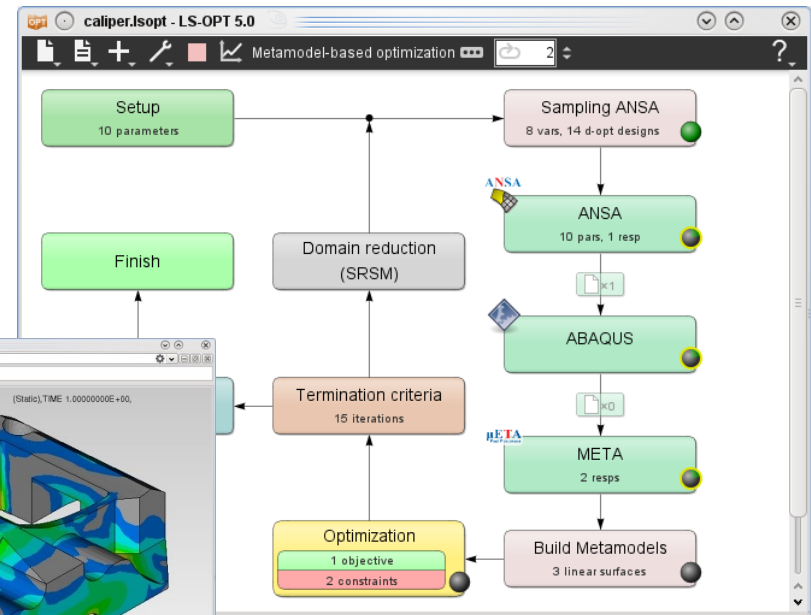 OPT caliper.lsopt - LS-OPT 5.0
Metamodel-based optimization 2 ?
Setup
10 parameters
Sampling ANSA
8 vars, 14 d-opt designs
ANSA
ANSA
10 pars, 1 resp
Finish
Domain reduction
(SRSM)
×1
ABAQUS
(Static),TIME 1.00000000E+00,
Termination criteria
15 iterations
×0
μETA
META
2 resps
Optimization
1 objective
2 constraints
Build Metamodels
3 linear surfaces